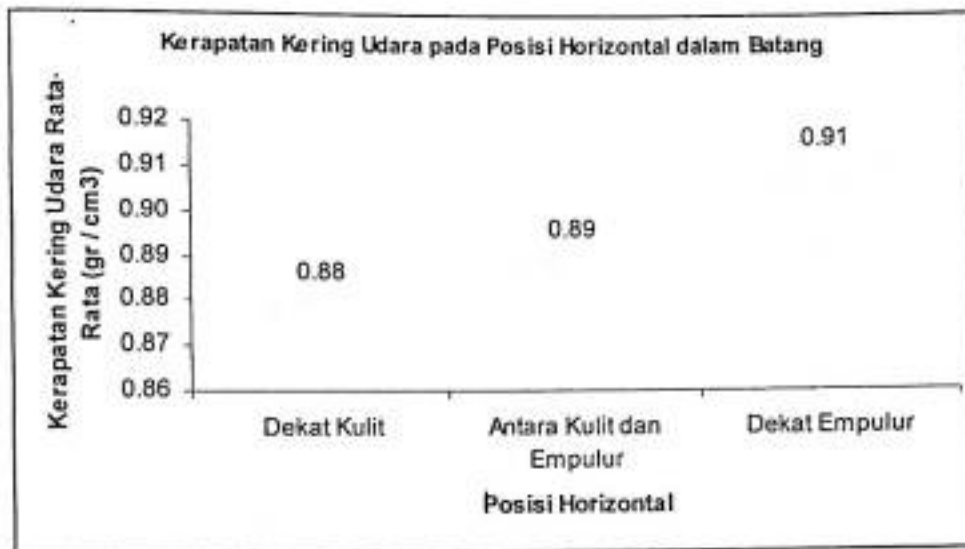 Kerapatan Kering Udara pada Posisi Horizontal dalam Batang
Kerapatan Kering Udara Rata-
Rata (gr / cm3)
0.92
0.91
0.90
0.89
0.88
0.87
0.86
0.88
0.89
0.91
Dekat Kulit
Antara Kulit dan
Empulur
Dekat Empulur
Posisi Horizontal